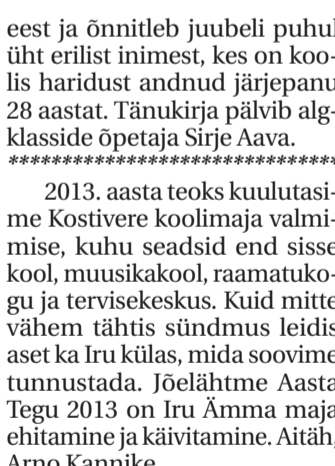 eest ja õnnitleb juubeli puhul
üht erilist inimest, kes on koo-
lis haridust andnud järjepanu
28 aastat. Tänukirja pälvib alg-
klasside õpetaja Sirje Aava.
******************************
2013. aasta teoks kuulutasi-
me Kostivere koolimaja valmi-
mise, kuhu seadsid end sisse
kool, muusikakool, raamatuko-
gu ja tervisekeskus. Kuid mitte
vähem tähtis sündmus leidis
aset ka Iru külas, mida soovime
tunnustada. Jõelähtme Aasta
Tegu 2013 on Iru Ämma maja
ehitamine ja käivitamine. Aitäh,
Arno Kannike